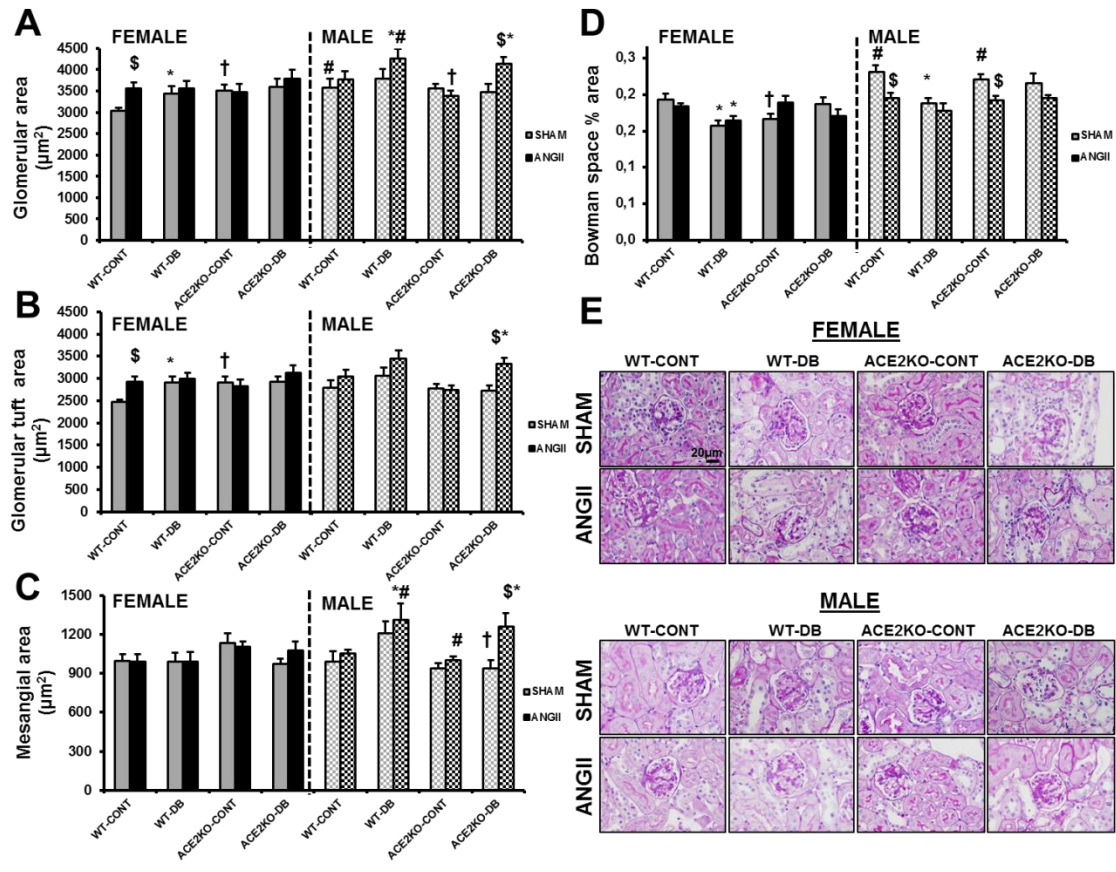 A
FEMALE
MALE
Glomerular area
(µm²)
4500
4000
3500
3000
2500
2000
1500
1000
500
0
$
*
†
#
*#
†
$*
SHAM
ANGII
WT-CONT
WT-DB
ACE2KO-CONT
ACE2KO-DB
WT-CONT
WT-DB
ACE2KO-CONT
ACE2KO-DB
B
FEMALE
MALE
Glomerular tuft area
(µm²)
4500
4000
3500
3000
2500
2000
1500
1000
500
0
$
*
†
$*
SHAM
ANGII
WT-CONT
WT-DB
ACE2KO-CONT
ACE2KO-DB
WT-CONT
WT-DB
ACE2KO-CONT
ACE2KO-DB
C
FEMALE
MALE
Mesangial area
(µm²)
1500
1200
900
600
300
0
*#
#
†
$*
SHAM
ANGII
WT-CONT
WT-DB
ACE2KO-CONT
ACE2KO-DB
WT-CONT
WT-DB
ACE2KO-CONT
ACE2KO-DB
D
FEMALE
MALE
Bowman space % area
0,3
0,2
0,2
0,1
0,1
0,0
* *
†
#
$
*
#
$
SHAM
ANGII
WT-CONT
WT-DB
ACE2KO-CONT
ACE2KO-DB
WT-CONT
WT-DB
ACE2KO-CONT
ACE2KO-DB
E
FEMALE
WT-CONT WT-DB ACE2KO-CONT ACE2KO-DB
SHAM
20µm
ANGII
MALE
WT-CONT WT-DB ACE2KO-CONT ACE2KO-DB
SHAM
ANGII